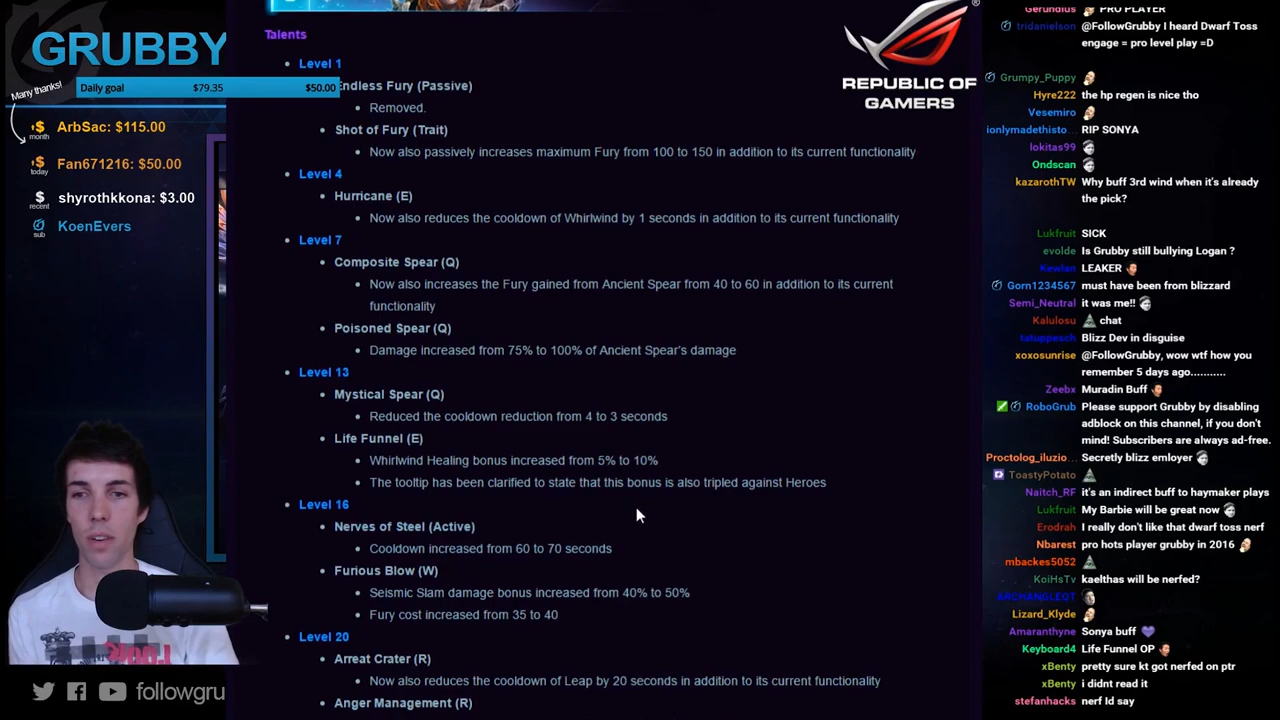 GRUBBY
Many thanks!
Daily goal $79.35 $50.00
$ month ArbSac: $115.00
$ today Fan671216: $50.00
$ recent shyrothkkona: $3.00
sub KoenEvers
followgru
REPUBLIC OF
GAMERS
®
Talents
Level 1
Endless Fury (Passive)
Removed.
Shot of Fury (Trait)
Now also passively increases maximum Fury from 100 to 150 in addition to its current functionality
Level 4
Hurricane (E)
Now also reduces the cooldown of Whirlwind by 1 seconds in addition to its current functionality
Level 7
Composite Spear (Q)
Now also increases the Fury gained from Ancient Spear from 40 to 60 in addition to its current
functionality
Poisoned Spear (Q)
Damage increased from 75% to 100% of Ancient Spear's damage
Level 13
Mystical Spear (Q)
Reduced the cooldown reduction from 4 to 3 seconds
Life Funnel (E)
Whirlwind Healing bonus increased from 5% to 10%
The tooltip has been clarified to state that this bonus is also tripled against Heroes
Level 16
Nerves of Steel (Active)
Cooldown increased from 60 to 70 seconds
Furious Blow (W)
Seismic Slam damage bonus increased from 40% to 50%
Fury cost increased from 35 to 40
Level 20
Arreat Crater (R)
Now also reduces the cooldown of Leap by 20 seconds in addition to its current functionality
Anger Management (R)
Gerundius PRO PLAYER
tridanielson @FollowGrubby I heard Dwarf Toss
engage = pro level play =D
Grumpy_Puppy
Hyre222 the hp regen is nice tho
Vesemiro
ionlymadethisto... RIP SONYA
lokitas99
Ondscan
kazarothTW Why buff 3rd wind when it's already
the pick?
Lukfruit SICK
evolde Is Grubby still bullying Logan ?
Kewlan LEAKER
Gorn1234567 must have been from blizzard
Semi_Neutral it was me!!
Kalulosu chat
tatuppesch Blizz Dev in disguise
xoxosunrise @FollowGrubby, wow wtf how you
remember 5 days ago...........
Zeebx Muradin Buff
RoboGrub Please support Grubby by disabling
adblock on this channel, if you don't
mind! Subscribers are always ad-free.
Proctolog_iluzio... Secretly blizz emloyer
ToastyPotato
Naitch_RF it's an indirect buff to haymaker plays
Lukfruit My Barbie will be great now
Erodrah I really don't like that dwarf toss nerf
Nbarest pro hots player grubby in 2016
mbackes5052
KoiHsTv kaelthas will be nerfed?
ARCHANGLEQT
Lizard_Klyde
Amaranthyne Sonya buff
Keyboard4 Life Funnel OP
xBenty pretty sure kt got nerfed on ptr
xBenty i didnt read it
stefanhacks nerf Id say